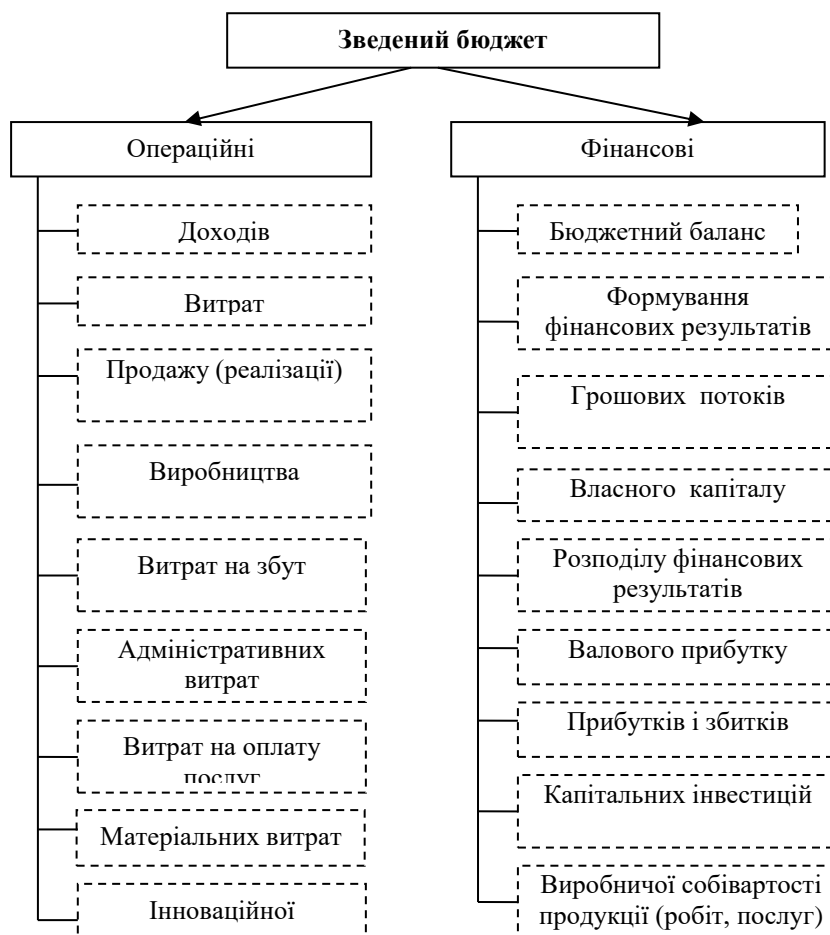 Зведений бюджет
Операційні
Доходів
Витрат
Продажу (реалізації)
Виробництва
Витрат на збут
Адміністративних
витрат
Витрат на оплату
послуг
Матеріальних витрат
Інноваційної
Фінансові
Бюджетний баланс
Формування
фінансових результатів
Грошових потоків
Власного капіталу
Розподілу фінансових
результатів
Валового прибутку
Прибутків і збитків
Капітальних інвестицій
Виробничої собівартості
продукції (робіт, послуг)